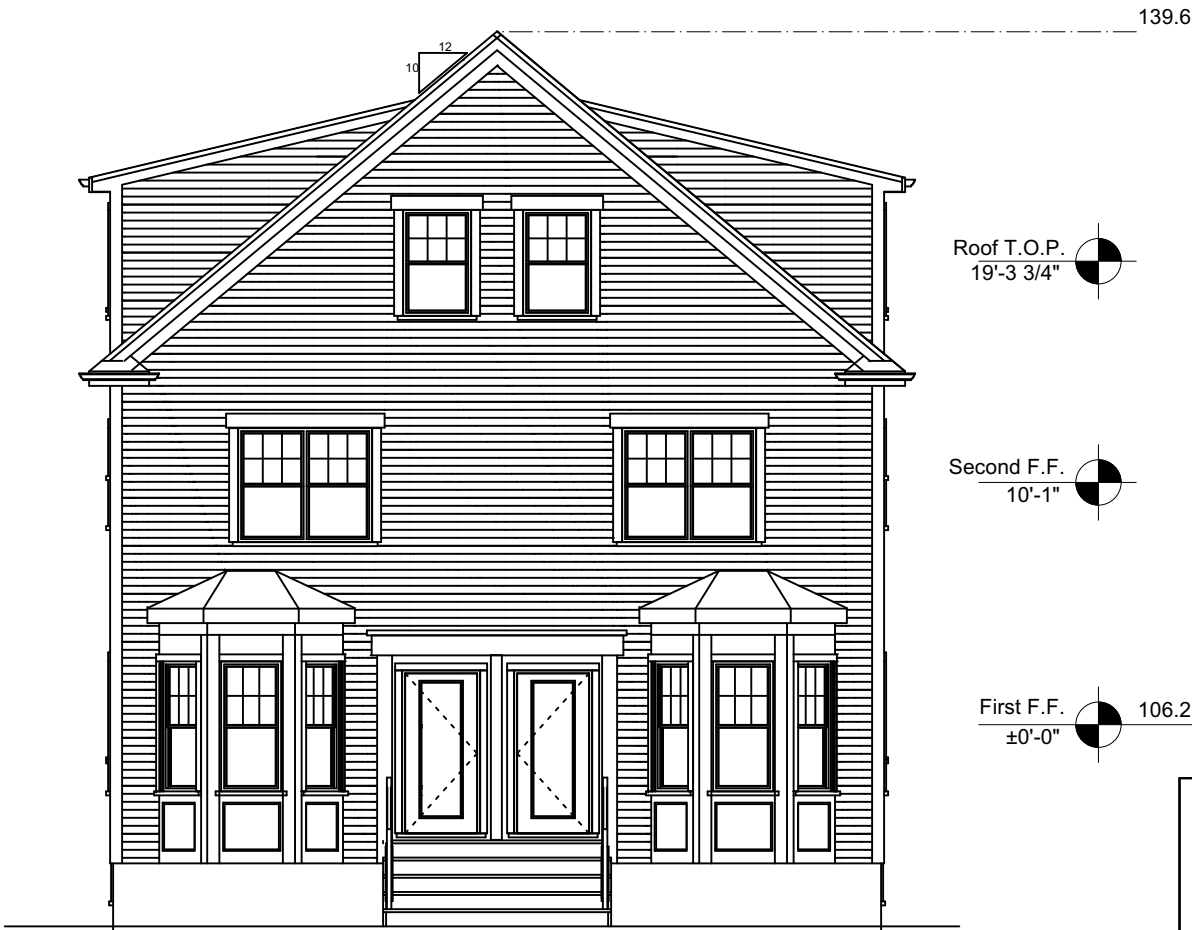 139.6
12
10
Roof T.O.P.
19'-3 3/4"
Second F.F.
10'-1"
First F.F.
±0'-0"
106.2